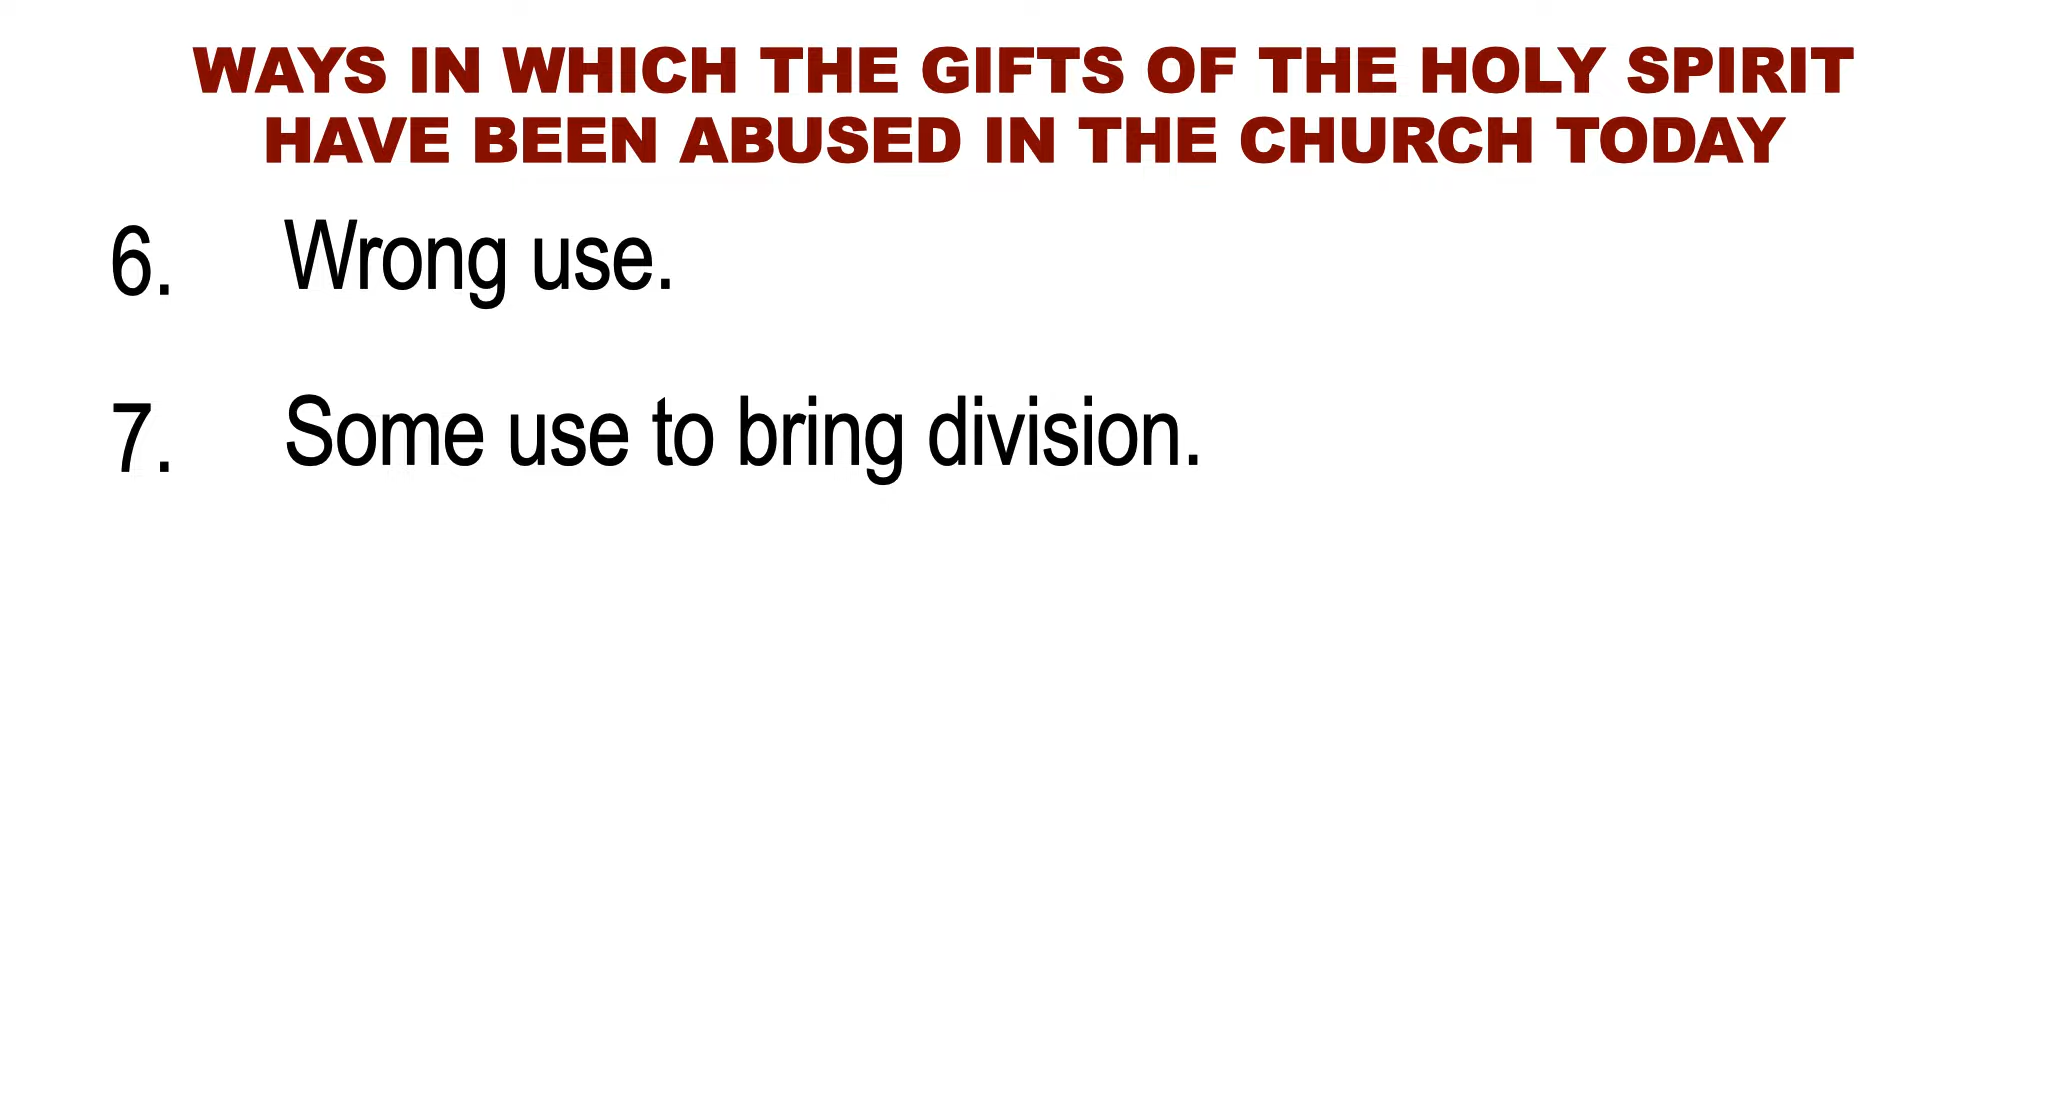 WAYS IN WHICH THE GIFTS OF THE HOLY SPIRIT
HAVE BEEN ABUSED IN THE CHURCH TODAY
6. Wrong use.
7. Some use to bring division.